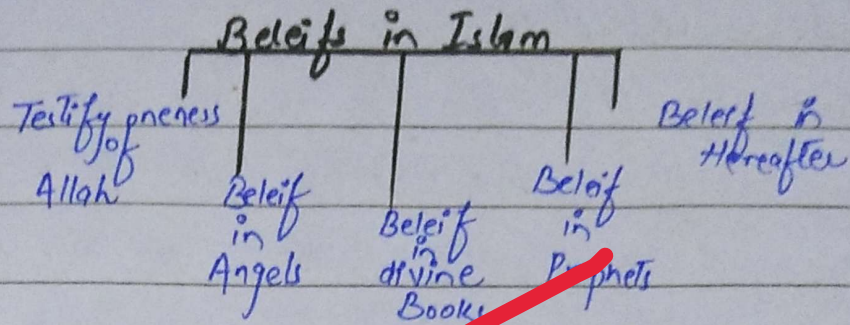 Beleifs in Islam
Testify oneness
of
Allah
Beleif
in
Angels
Beleif
in
divine
Books
Beleif
in
Prophets
Beleif in
Hereafter